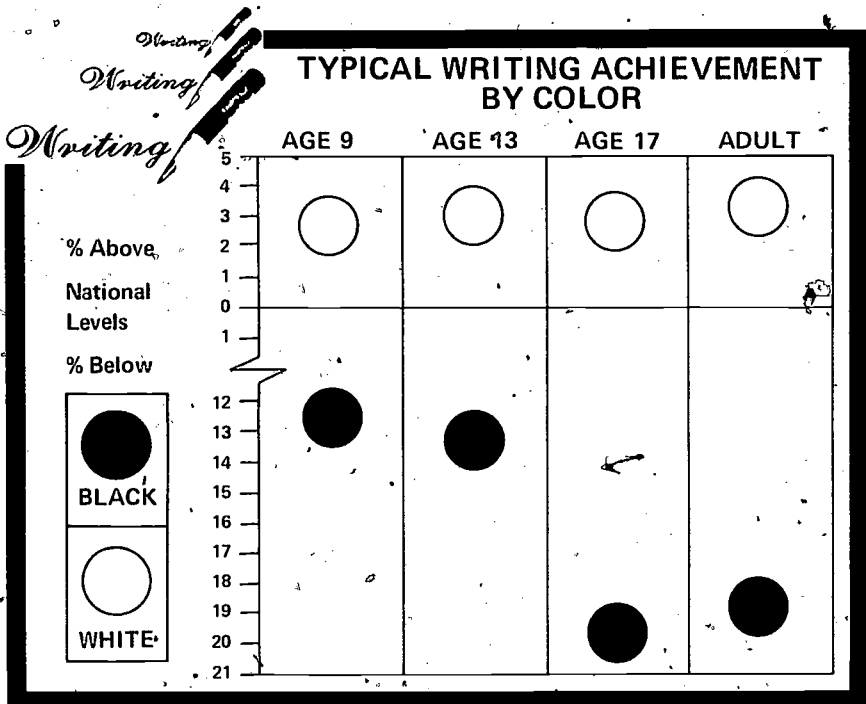 Writing
Writing
Writing
TYPICAL WRITING ACHIEVEMENT
BY COLOR
AGE 9 AGE 13 AGE 17 ADULT
5
4
3
2
1
0
1
12
13
14
15
16
17
18
19
20
21
% Above
National
Levels
% Below
BLACK
WHITE